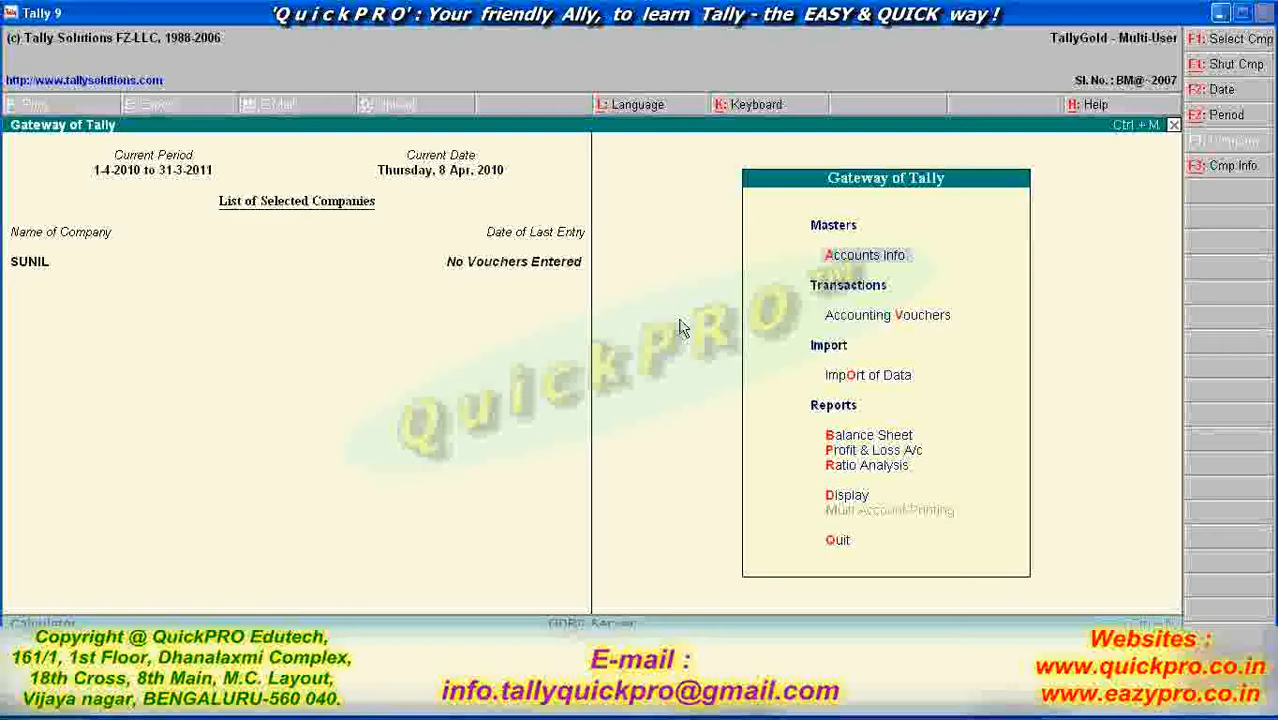 Tally 9
'Q u i c k P R O' : Your friendly Ally, to learn Tally - the EASY & QUICK way !
(c) Tally Solutions FZ-LLC, 1988-2006
TallyGold - Multi-User
http://www.tallysolutions.com
Sl. No. : BM@~2007
L: Language
K: Keyboard
H: Help
F1: Select Cmp
F1: Shut Cmp
F2: Date
F2: Period
F3: Cmp Info
Gateway of Tally
Ctrl + M
Current Period
Current Date
1-4-2010 to 31-3-2011
Thursday, 8 Apr, 2010
List of Selected Companies
Name of Company
Date of Last Entry
SUNIL
No Vouchers Entered
Gateway of Tally
Masters
Accounts Info.
Transactions
Accounting Vouchers
Import
ImpOrt of Data
Reports
Balance Sheet
Profit & Loss A/c
Ratio Analysis
Display
Multi Account Printing
Quit
QuickPRO TM
Calculator
ODBC Server
Copyright @ QuickPRO Edutech,
161/1, 1st Floor, Dhanalaxmi Complex,
18th Cross, 8th Main, M.C. Layout,
Vijaya nagar, BENGALURU-560 040.
E-mail :
info.tallyquickpro@gmail.com
Websites :
www.quickpro.co.in
www.eazypro.co.in